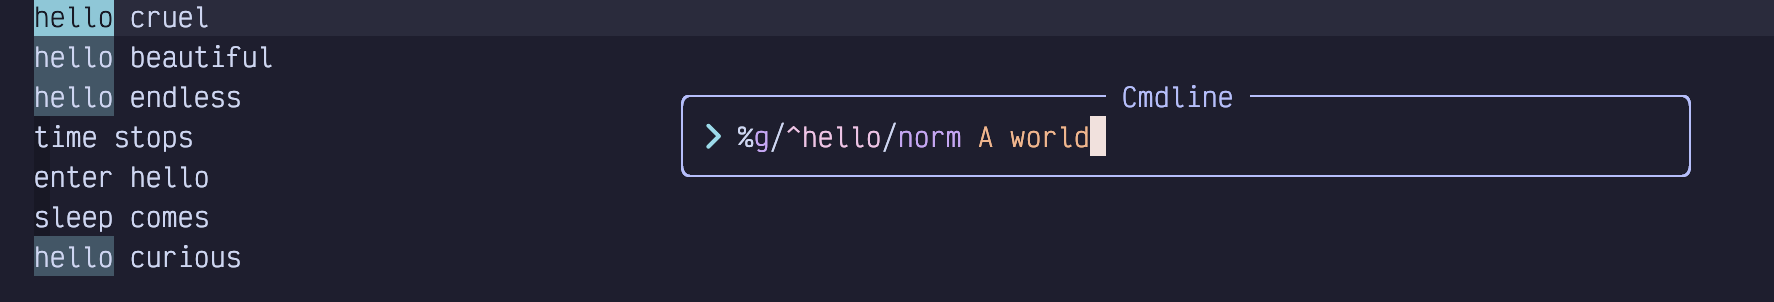 hello cruel
hello beautiful
hello endless
time stops
enter hello
sleep comes
hello curious
Cmdline
❯ %g/^hello/norm A world